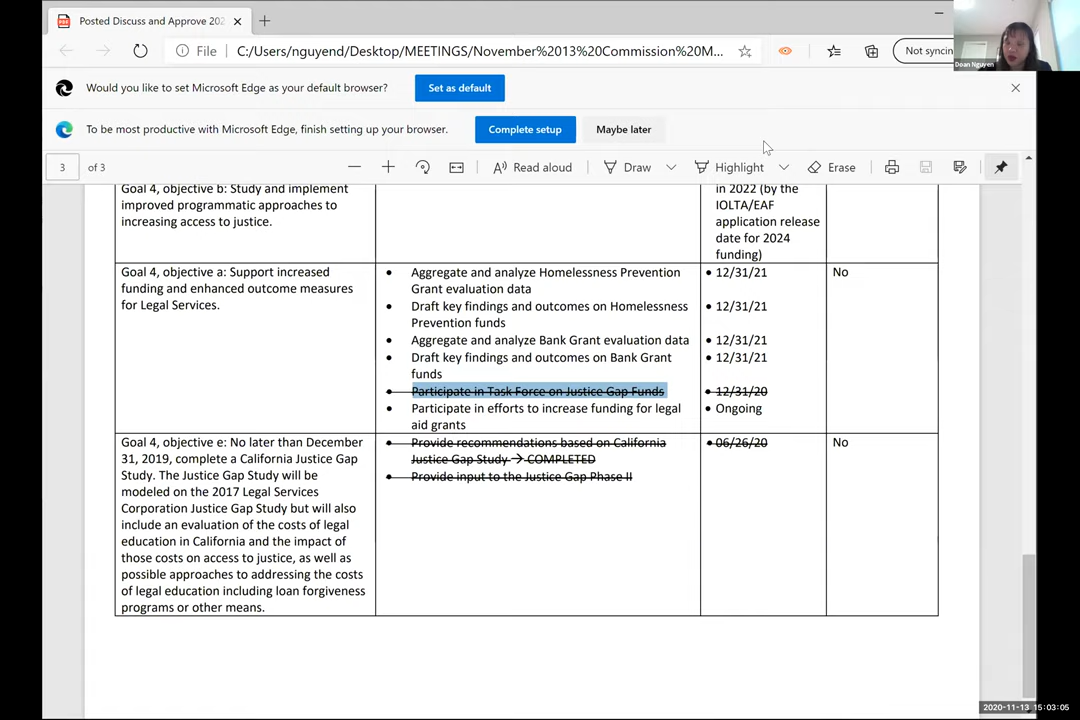 Posted Discuss and Approve 202
File
C:/Users/nguyend/Desktop/MEETINGS/November%2013%20Commission%20M...
Not syncin
Doan Nguyen
Would you like to set Microsoft Edge as your default browser?
Set as default
To be most productive with Microsoft Edge, finish setting up your browser.
Complete setup
Maybe later
3
of 3
Read aloud
Draw
Highlight
Erase
Goal 4, objective b: Study and implement
improved programmatic approaches to
increasing access to justice.
in 2022 (by the
IOLTA/EAF
application release
date for 2024
funding)
Goal 4, objective a: Support increased
funding and enhanced outcome measures
for Legal Services.
• Aggregate and analyze Homelessness Prevention
Grant evaluation data
• Draft key findings and outcomes on Homelessness
Prevention funds
• Aggregate and analyze Bank Grant evaluation data
• Draft key findings and outcomes on Bank Grant
funds
• Participate in Task Force on Justice Gap Funds
• Participate in efforts to increase funding for legal
aid grants
• 12/31/21
• 12/31/21
• 12/31/21
• 12/31/21
• 12/31/20
• Ongoing
No
Goal 4, objective e: No later than December
31, 2019, complete a California Justice Gap
Study. The Justice Gap Study will be
modeled on the 2017 Legal Services
Corporation Justice Gap Study but will also
include an evaluation of the costs of legal
education in California and the impact of
those costs on access to justice, as well as
possible approaches to addressing the costs
of legal education including loan forgiveness
programs or other means.
• Provide recommendations based on California
Justice Gap Study → COMPLETED
• Provide input to the Justice Gap Phase II
• 06/26/20
No
2020-11-13 15:03:05